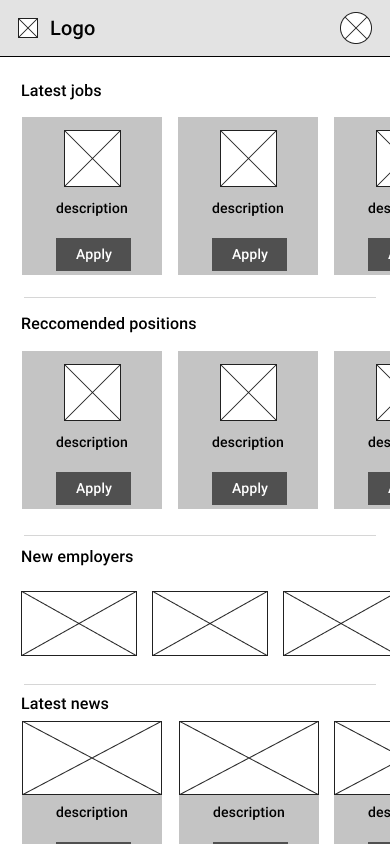 Logo
Latest jobs
description description des
Apply Apply
Reccomended positions
description description des
Apply Apply
New employers
Latest news
description description des